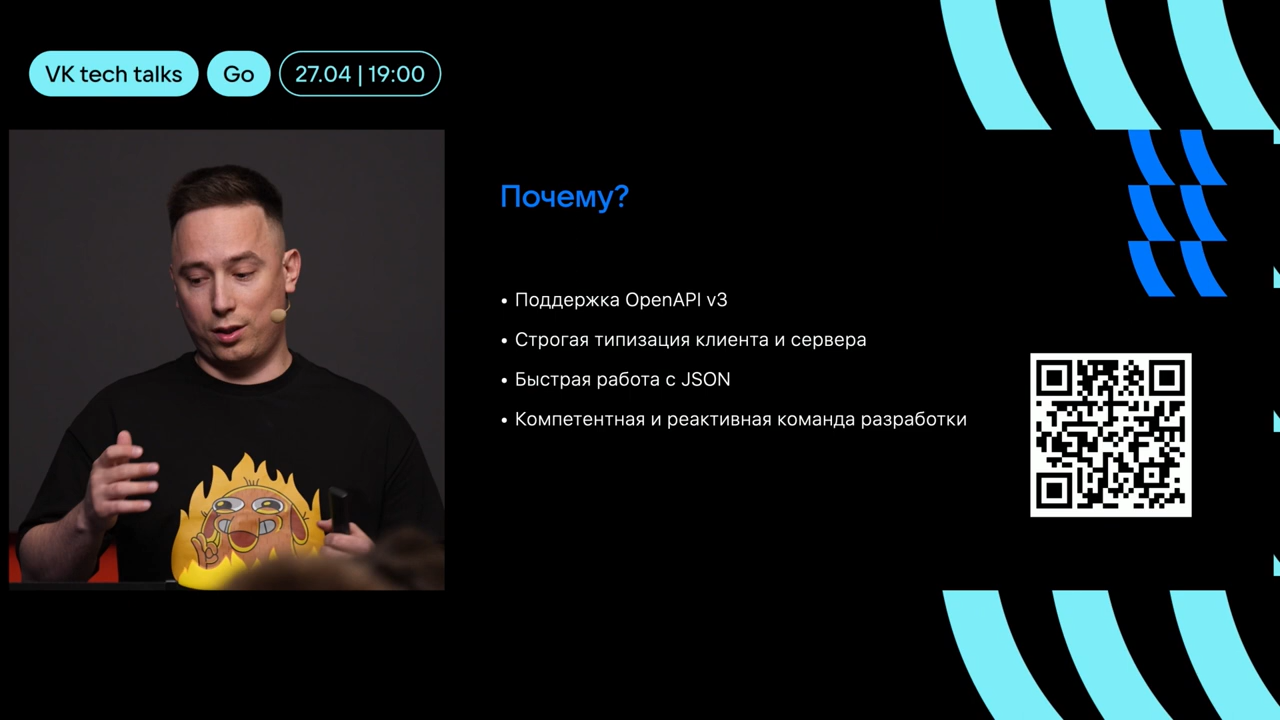 VK tech talks
Go
27.04 | 19:00
Почему?
• Поддержка OpenAPI v3
• Строгая типизация клиента и сервера
• Быстрая работа с JSON
• Компетентная и реактивная команда разработки